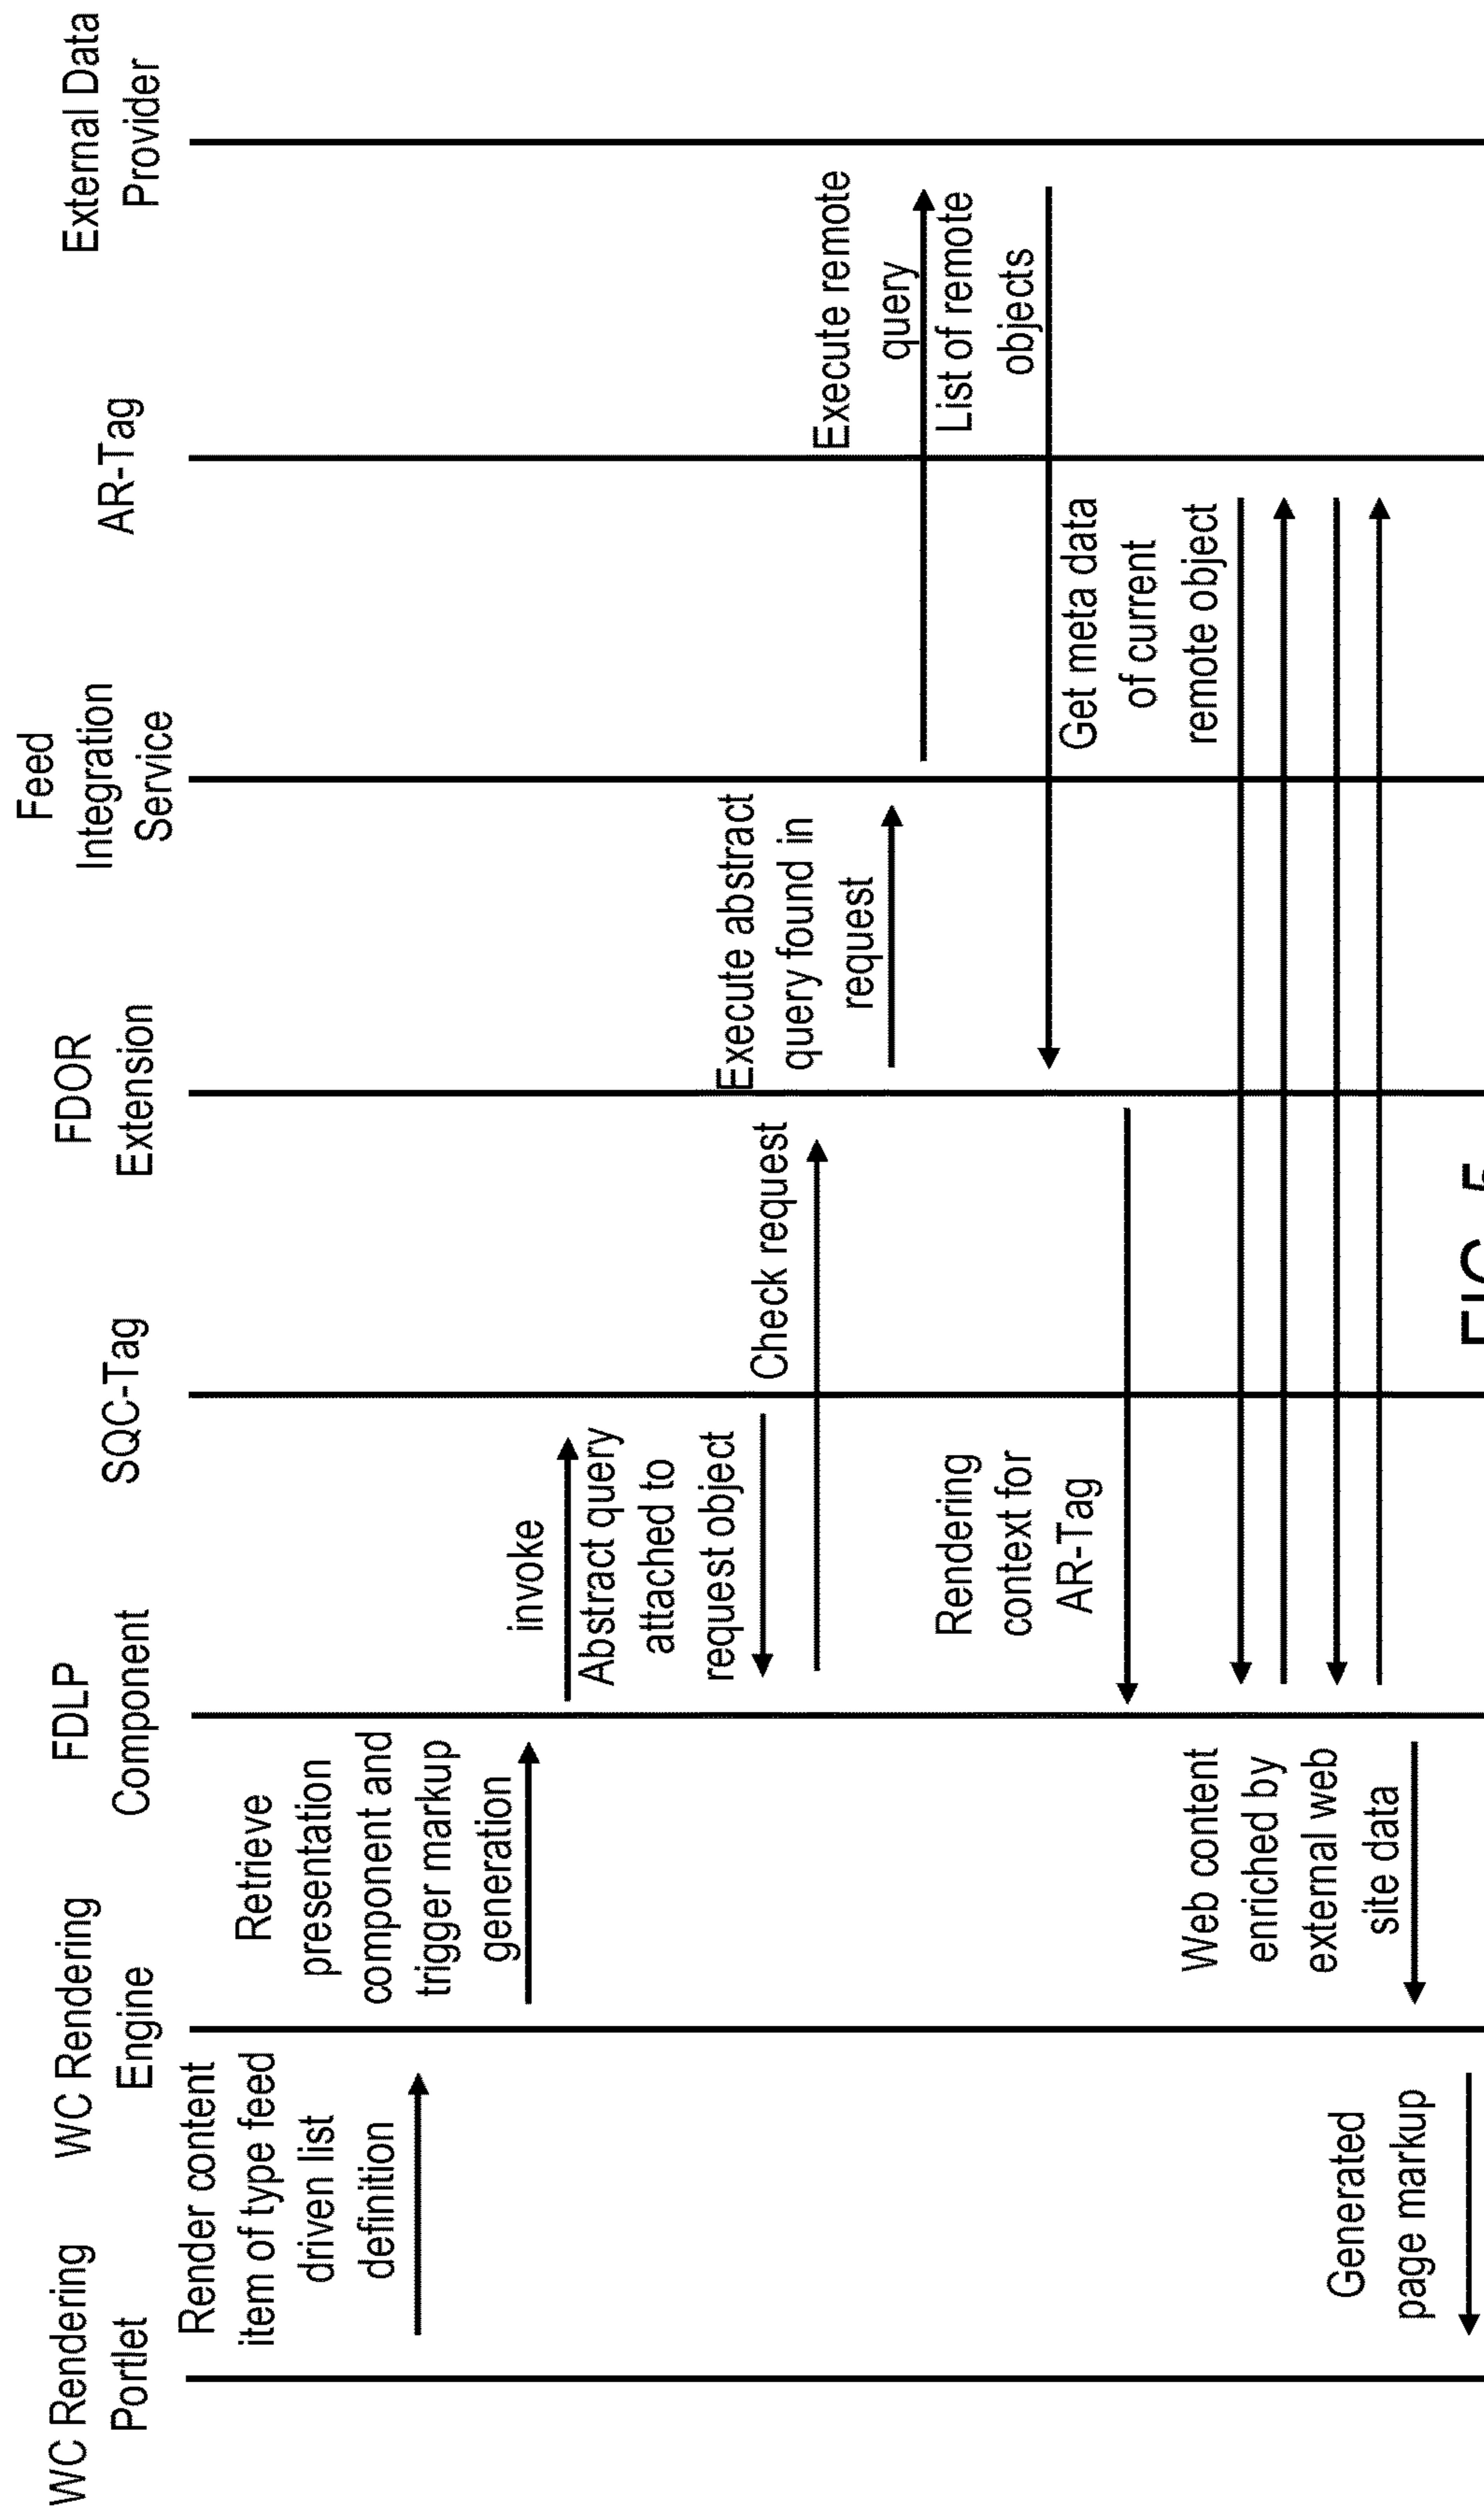 WC Rendering
Portlet
WC Rendering
Engine
FDLP
Component
SQC-Tag
FDOR
Extension
Feed
Integration
Service
AR-Tag
External Data
Provider
Render content
item of type feed
driven list
definition
Retrieve
presentation
component and
trigger markup
generation
invoke
Abstract query
attached to
request object
Check request
Execute abstract
query found in
request
Execute remote
query
List of remote
objects
Rendering
context for
AR-Tag
Get meta data
of current
remote object
Web content
enriched by
external web
site data
Generated
page markup
FIG. 5